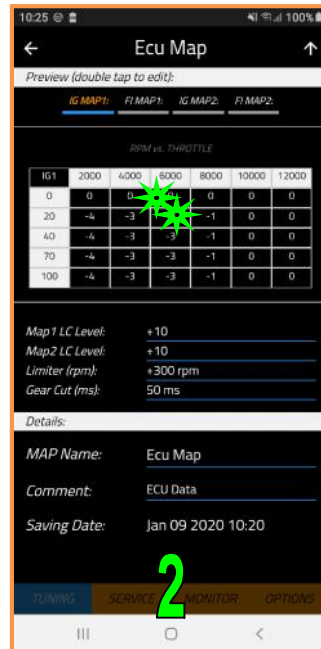 10:25 100%
Ecu Map
Preview (double tap to edit):
IG MAP1: FI MAP1: IG MAP2: FI MAP2:
RPM vs. THROTTLE
IG1 2000 4000 6000 8000 10000 12000
0 0 0 0 0 0 0
20 -4 -3 -1 0 0
40 -4 -3 -3 -1 0 0
70 -4 -3 -3 -1 0 0
100 -4 -3 -3 -1 0 0
Map1 LC Level: +10
Map2 LC Level: +10
Limiter (rpm): +300 rpm
Gear Cut (ms): 50 ms
Details:
MAP Name: Ecu Map
Comment: ECU Data
Saving Date: Jan 09 2020 10:20
2
TUNING SERVICE MONITOR OPTIONS